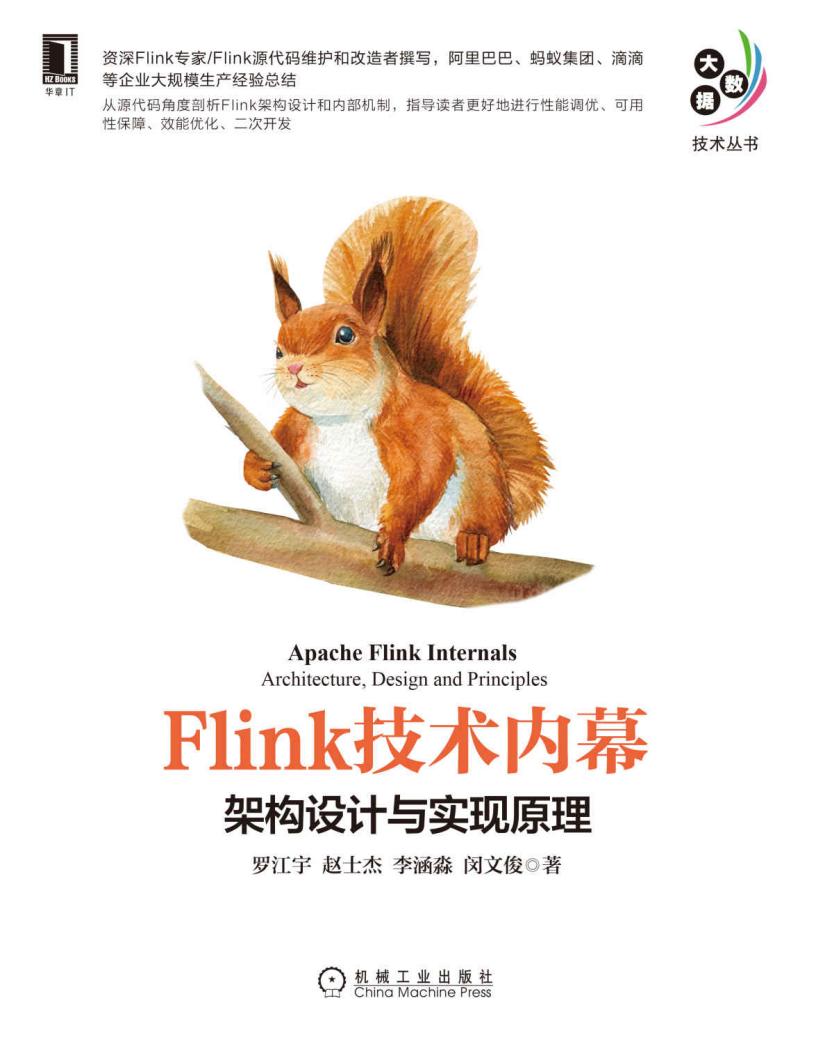 HZ BOOKS
华章IT
资深Flink专家/Flink源代码维护和改造者撰写，阿里巴巴、蚂蚁集团、滴滴
等企业大规模生产经验总结
从源代码角度剖析Flink架构设计和内部机制，指导读者更好地进行性能调优、可用
性保障、效能优化、二次开发
大数据
技术丛书
Apache Flink Internals
Architecture, Design and Principles
Flink技术内幕
架构设计与实现原理
罗江宇 赵士杰 李涵淼 闵文俊◎著
机械工业出版社
China Machine Press